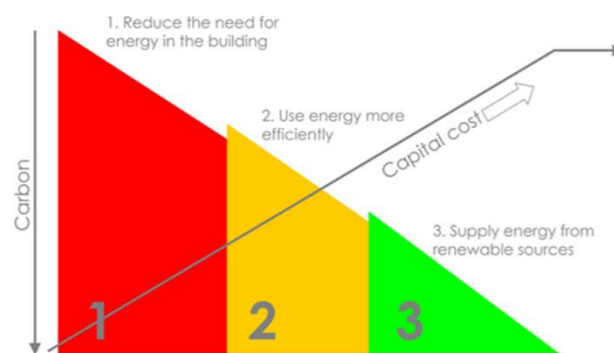 1. Reduce the need for
energy in the building
2. Use energy more
efficiently
Capital cost
Carbon
3. Supply energy from
renewable sources
1
2
3